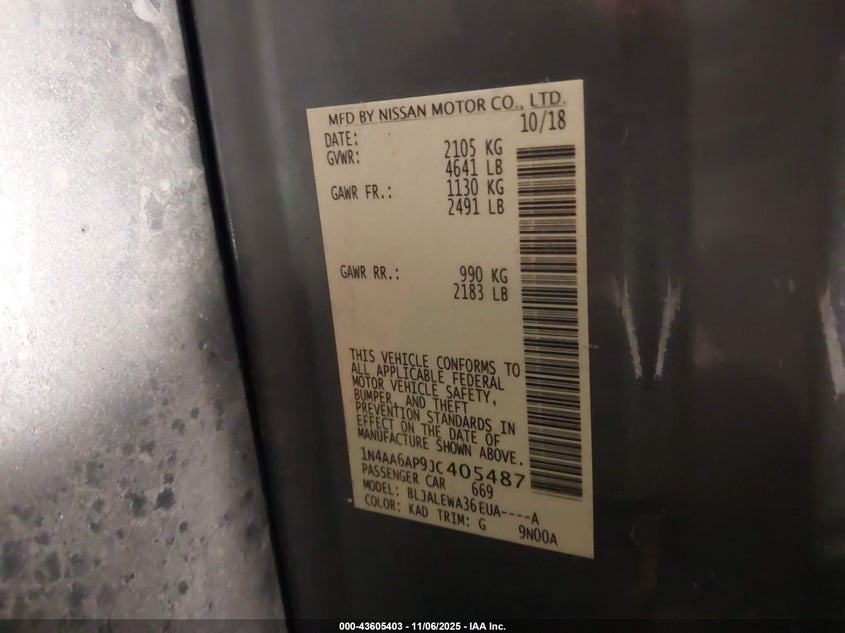 MFD BY NISSAN MOTOR CO., LTD.
DATE: 10/18
GVWR: 2105 KG
4641 LB
GAWR FR.: 1130 KG
2491 LB
GAWR RR.: 990 KG
2183 LB
THIS VEHICLE CONFORMS TO
ALL APPLICABLE FEDERAL
MOTOR VEHICLE SAFETY,
BUMPER, AND THEFT
PREVENTION STANDARDS IN
EFFECT ON THE DATE OF
MANUFACTURE SHOWN ABOVE.
1N4AA6AP9JC405487
PASSENGER CAR 669
MODEL: BLJALEWA36EUA----A
COLOR: KAD TRIM: G 9N00A
000-43605403 - 11/06/2025 - IAA Inc.